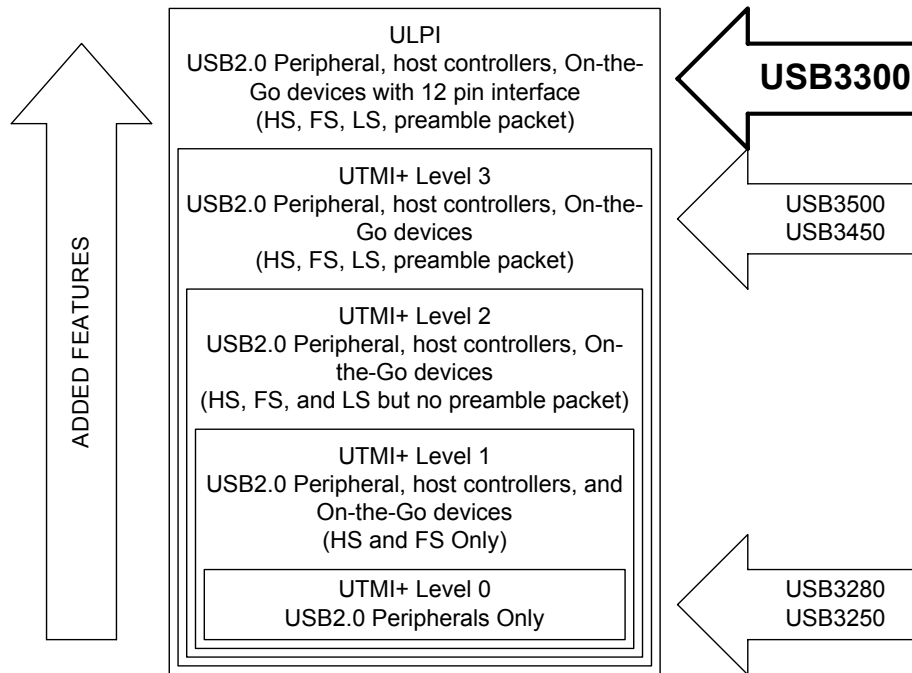 ULPI
USB2.0 Peripheral, host controllers, On-the-
Go devices with 12 pin interface
(HS, FS, LS, preamble packet)
USB3300
UTMI+ Level 3
USB2.0 Peripheral, host controllers, On-the-
Go devices
(HS, FS, LS, preamble packet)
USB3500
USB3450
ADDED FEATURES
UTMI+ Level 2
USB2.0 Peripheral, host controllers, On-
the-Go devices
(HS, FS, and LS but no preamble packet)
UTMI+ Level 1
USB2.0 Peripheral, host controllers, and
On-the-Go devices
(HS and FS Only)
UTMI+ Level 0
USB2.0 Peripherals Only
USB3280
USB3250